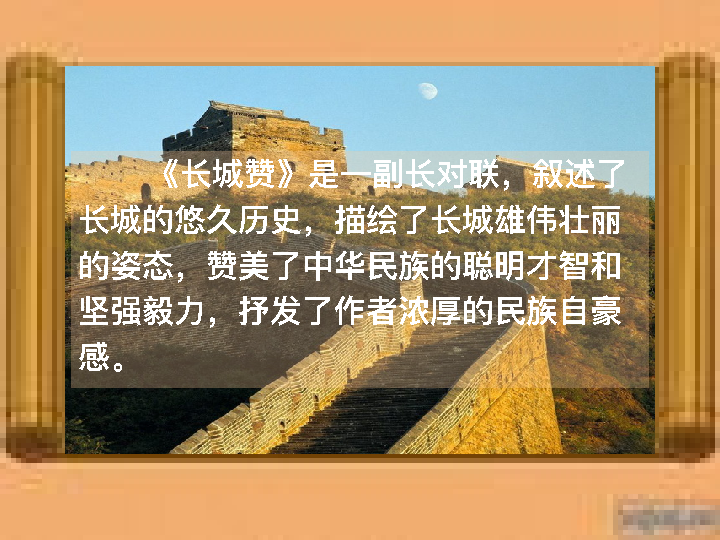 《长城赞》是一副长对联，叙述了
长城的悠久历史，描绘了长城雄伟壮丽
的姿态，赞美了中华民族的聪明才智和
坚强毅力，抒发了作者浓厚的民族自豪
感。